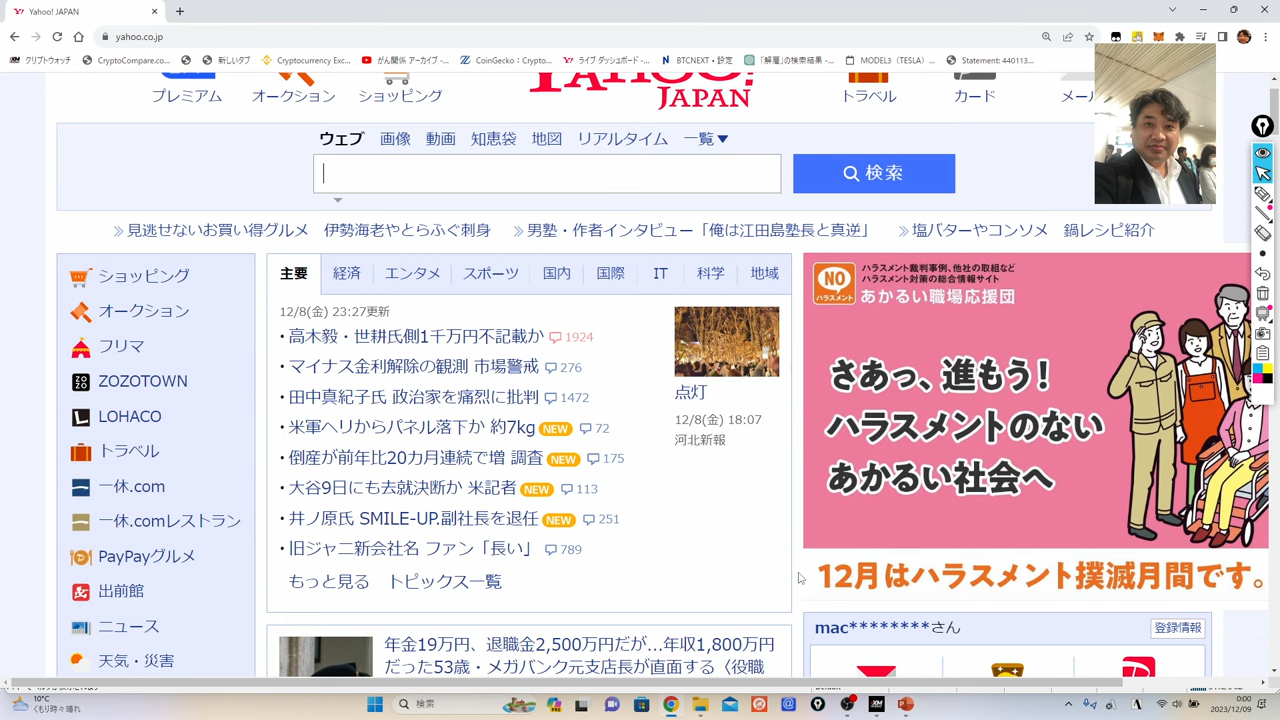 Yahoo! JAPAN
yahoo.co.jp
クリプトウォッチ
CryptoCompare.co...
新しいタブ
Cryptocurrency Exc...
がん関係 アーカイブ -...
CoinGecko：Crypto...
ライブ ダッシュボード -...
BTCNEXT • 設定
「解雇」の検索結果 -...
MODEL3（TESLA）...
Statement: 440113...
YAHOO!
JAPAN
プレミアム
オークション
ショッピング
トラベル
カード
メー
ウェブ 画像 動画 知恵袋 地図 リアルタイム 一覧▼
検索
見逃せないお買い得グルメ 伊勢海老やとらふぐ刺身
男塾・作者インタビュー「俺は江田島塾長と真逆」
塩バターやコンソメ 鍋レシピ紹介
ショッピング
オークション
フリマ
ZOZOTOWN
LOHACO
トラベル
一休.com
一休.comレストラン
PayPayグルメ
出前館
ニュース
天気・災害
主要 経済 エンタメ スポーツ 国内 国際 IT 科学 地域
12/8(金) 23:27更新
・高木毅・世耕氏側1千万円不記載か 1924
・マイナス金利解除の観測 市場警戒 276
・田中真紀子氏 政治家を痛烈に批判 1472
・米軍ヘリからパネル落下か 約7kg NEW 72
・倒産が前年比20カ月連続で増 調査 NEW 175
・大谷9日にも去就決断か 米記者 NEW 113
・井ノ原氏 SMILE-UP.副社長を退任 NEW 251
・旧ジャニ新会社名 ファン「長い」 789
もっと見る トピックス一覧
点灯
12/8(金) 18:07
河北新報
年金19万円、退職金2,500万円だが…年収1,800万円
だった53歳・メガバンク元支店長が直面する〈役職
NO
ハラスメント
ハラスメント裁判事例、他社の取組など
ハラスメント対策の総合情報サイト
あかるい職場応援団
さあっ、進もう！
ハラスメントのない
あかるい社会へ
12月はハラスメント撲滅月間です。
mac********さん
登録情報
10°C
くもり時々晴れ
検索
0:00
2023/12/09